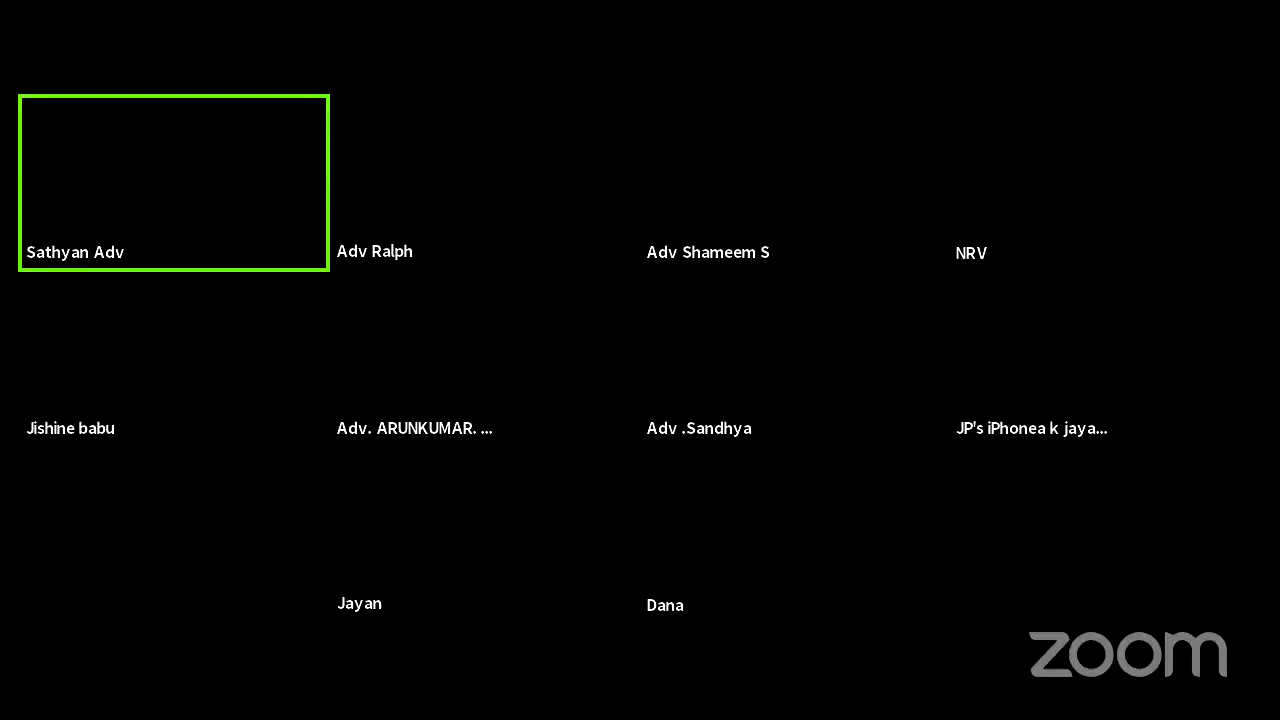 Sathyan Adv
Adv Ralph
Adv Shameem S
NRV
Jishine babu
Adv. ARUNKUMAR. ...
Adv .Sandhya
JP's iPhonea k jaya...
Jayan
Dana
zoom